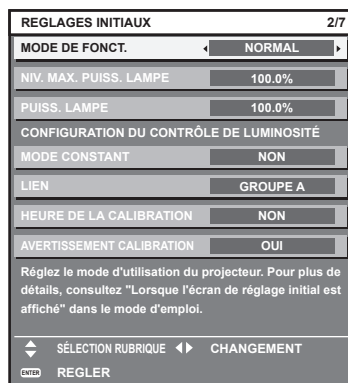 REGLAGES INITIAUX 2/7
MODE DE FONCT. NORMAL
NIV. MAX. PUISS. LAMPE 100.0%
PUISS. LAMPE 100.0%
CONFIGURATION DU CONTRÔLE DE LUMINOSITÉ
MODE CONSTANT NON
LIEN GROUPE A
HEURE DE LA CALIBRATION NON
AVERTISSEMENT CALIBRATION OUI
Réglez le mode d'utilisation du projecteur. Pour plus de
détails, consultez "Lorsque l'écran de réglage initial est
affiché" dans le mode d'emploi.
SÉLECTION RUBRIQUE CHANGEMENT
ENTER REGLER